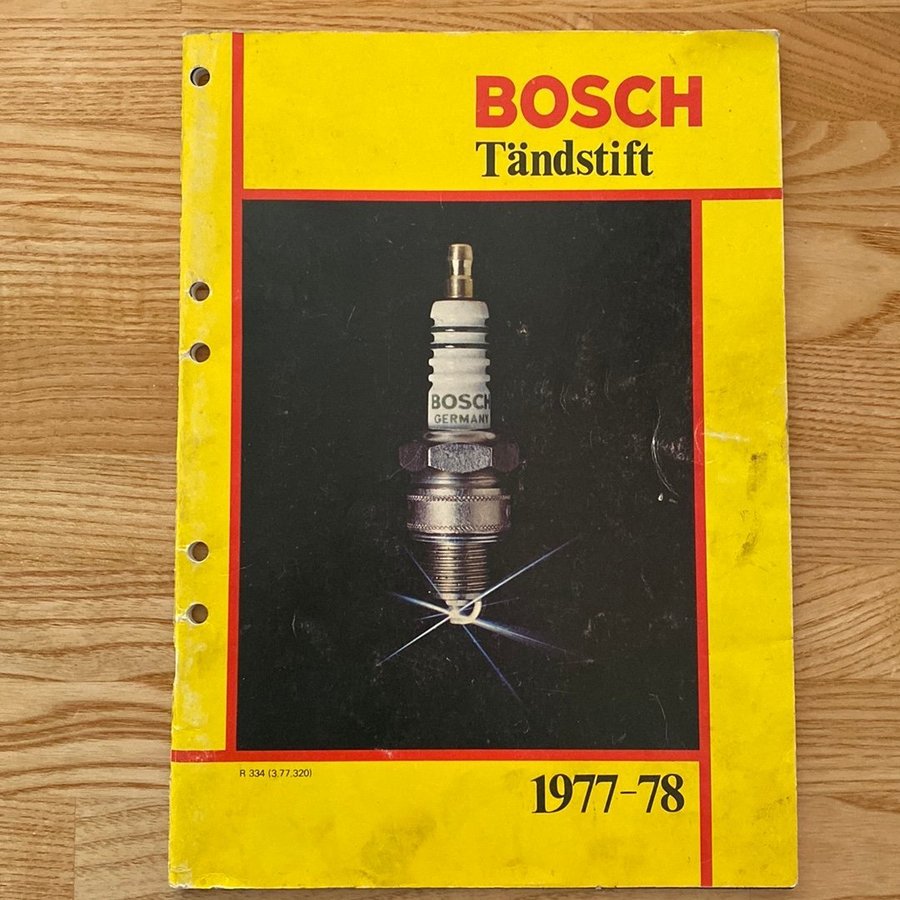 BOSCH
Tändstift
BOSCH
GERMANY
R 334 (3.77.320)
1977-78